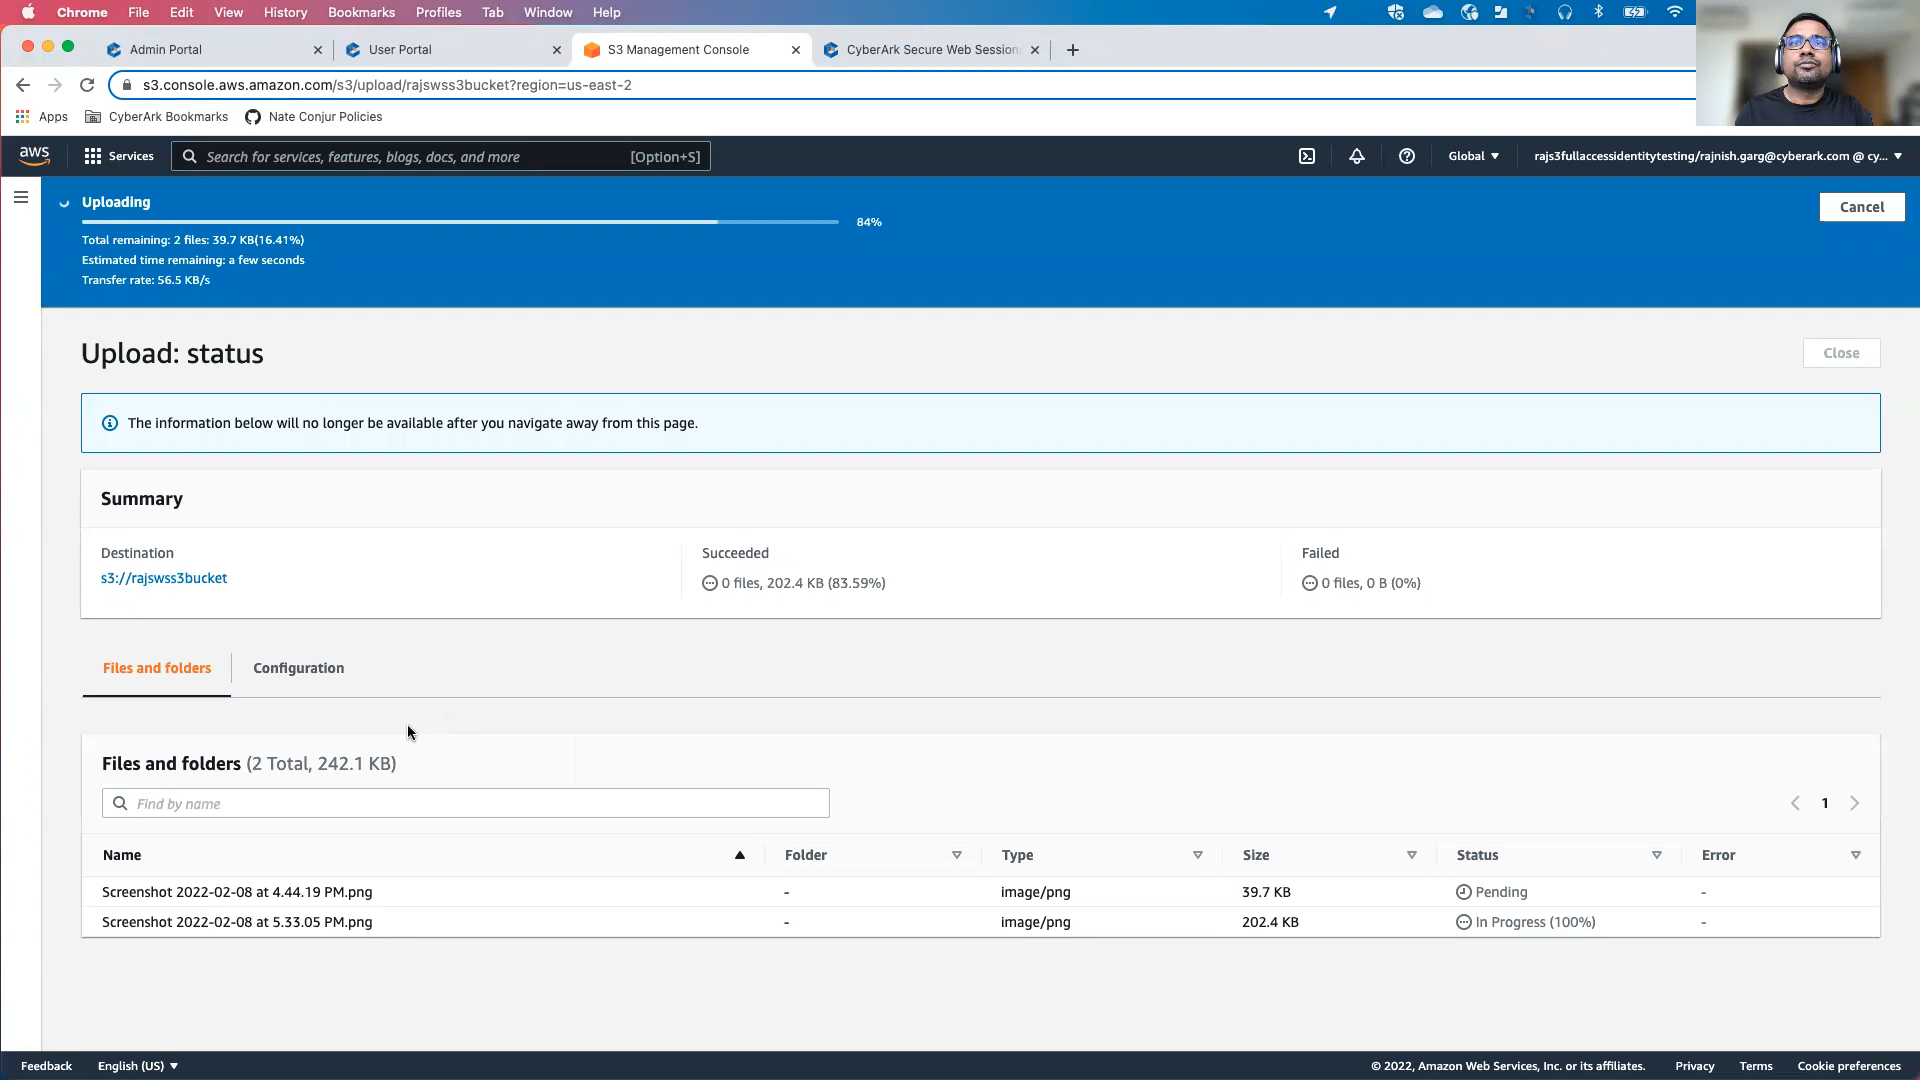 Chrome File Edit View History Bookmarks Profiles Tab Window Help
Admin Portal
User Portal
S3 Management Console
CyberArk Secure Web Session
s3.console.aws.amazon.com/s3/upload/rajswss3bucket?region=us-east-2
Apps
CyberArk Bookmarks
Nate Conjur Policies
aws
Services
Search for services, features, blogs, docs, and more
[Option+S]
Global
rajs3fullaccessidentitytesting/rajnish.garg@cyberark.com @ cy...
Uploading
84%
Cancel
Total remaining: 2 files: 39.7 KB(16.41%)
Estimated time remaining: a few seconds
Transfer rate: 56.5 KB/s
Upload: status
Close
The information below will no longer be available after you navigate away from this page.
Summary
Destination
s3://rajswss3bucket
Succeeded
0 files, 202.4 KB (83.59%)
Failed
0 files, 0 B (0%)
Files and folders
Configuration
Files and folders (2 Total, 242.1 KB)
Find by name
1
Name Folder Type Size Status Error
Screenshot 2022-02-08 at 4.44.19 PM.png - image/png 39.7 KB Pending -
Screenshot 2022-02-08 at 5.33.05 PM.png - image/png 202.4 KB In Progress (100%) -
Feedback
English (US)
© 2022, Amazon Web Services, Inc. or its affiliates.
Privacy
Terms
Cookie preferences